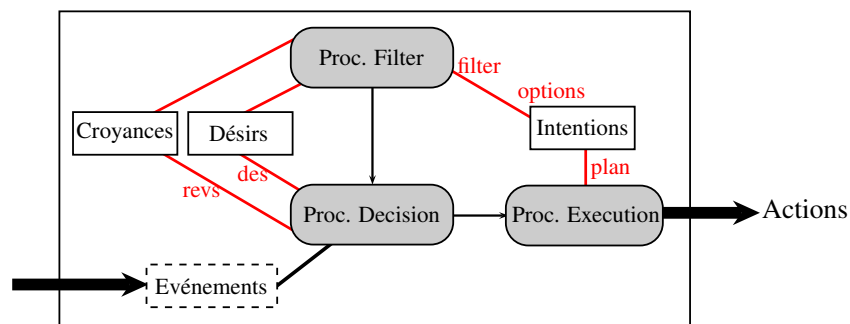 Proc. Filter
filter
options
Croyances
Désirs
Intentions
revs
des
plan
Proc. Decision
Proc. Execution
Actions
Evénements